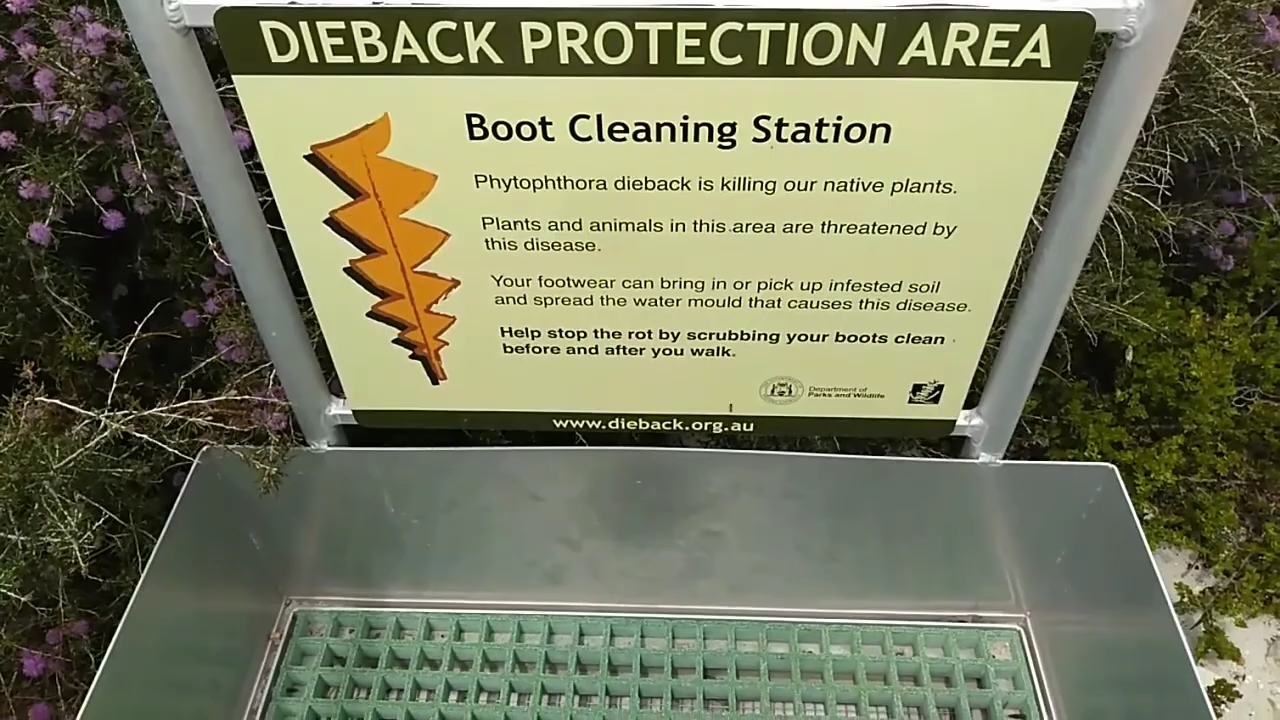 DIEBACK PROTECTION AREA
Boot Cleaning Station
Phytophthora dieback is killing our native plants.
Plants and animals in this area are threatened by
this disease.
Your footwear can bring in or pick up infested soil
and spread the water mould that causes this disease.
Help stop the rot by scrubbing your boots clean
before and after you walk.
Department of
Parks and Wildlife
www.dieback.org.au